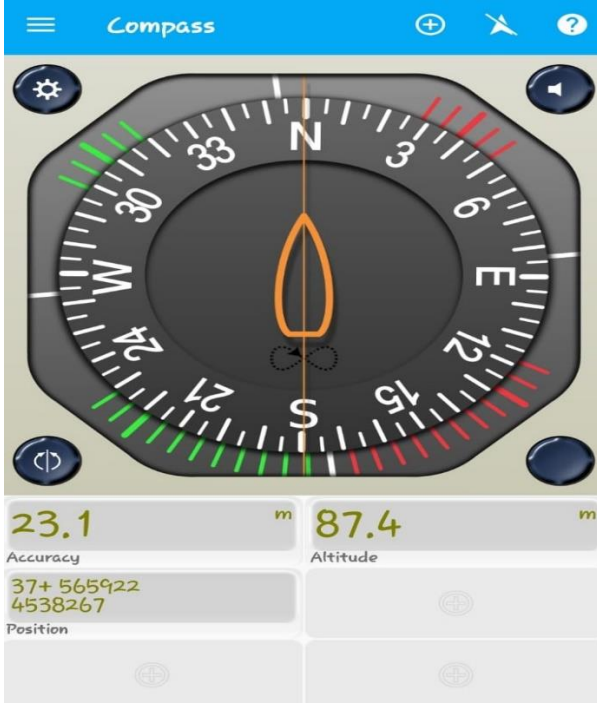 Compass
?
N
33
3
30
6
W
E
24
12
21
15
S
23.1 m
Accuracy
87.4 m
Altitude
37+ 565922
4538267
Position